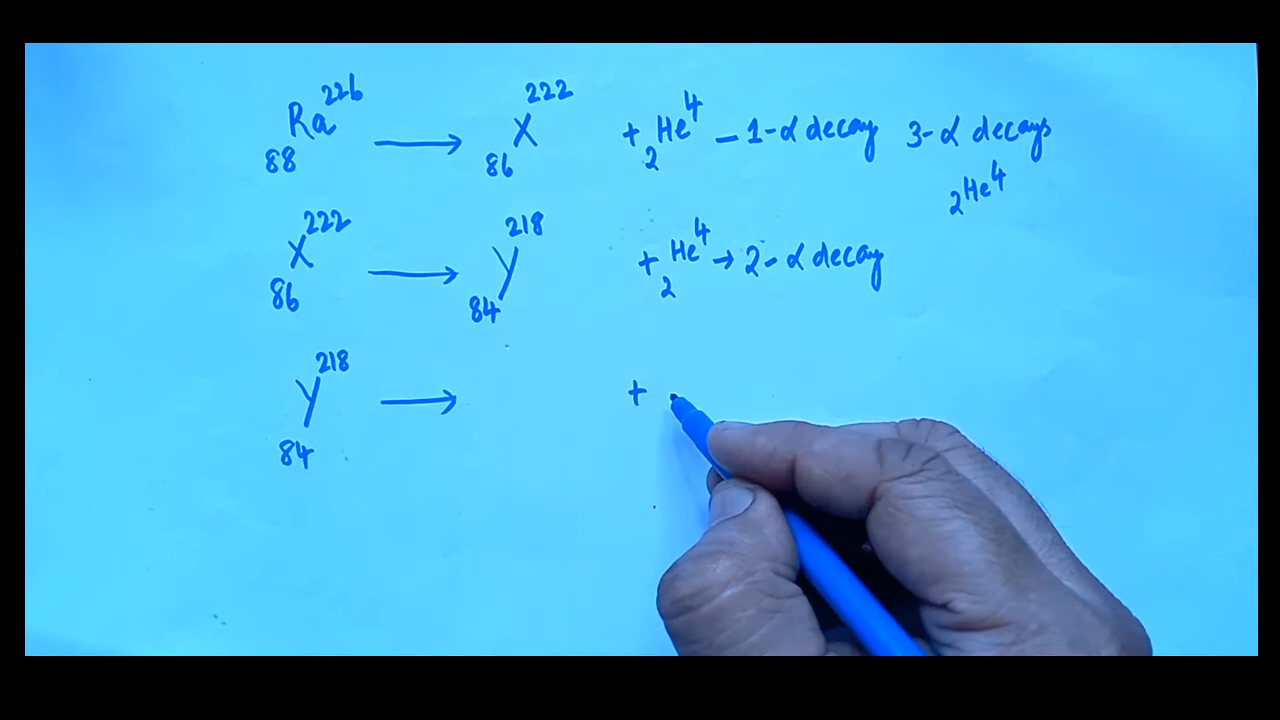 ₈₈Ra²²⁶ → ₈₆X²²² + ₂He⁴ – 1-α decay 3-α decays
₂He⁴
₈₆X²²² → ₈₄Y²¹⁸ + ₂He⁴ → 2-α decay
₈₄Y²¹⁸ → +